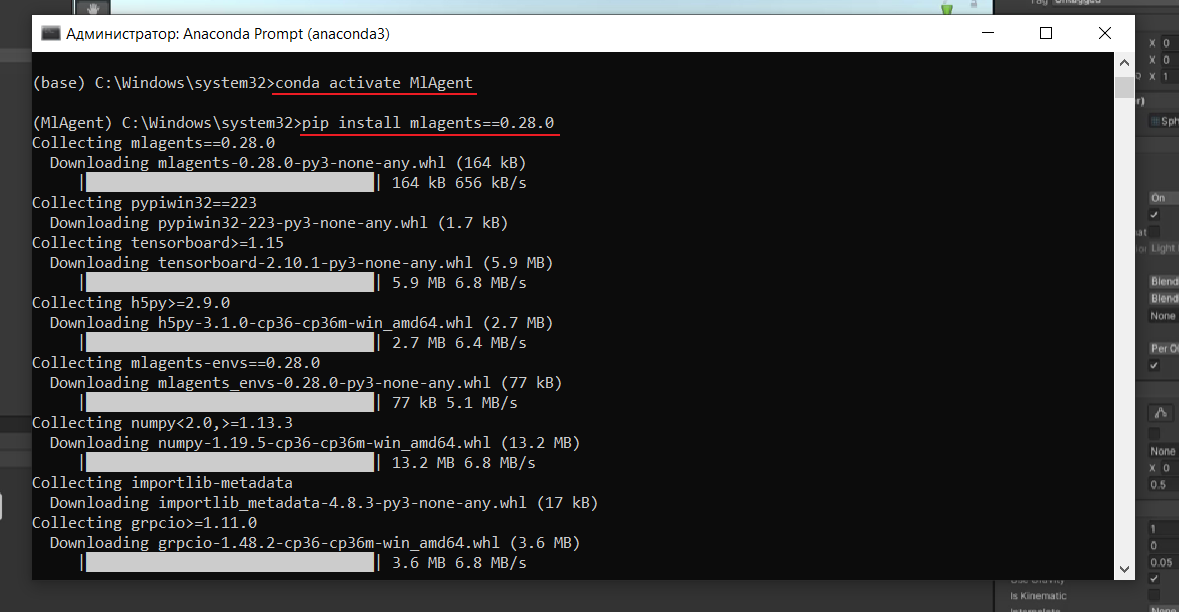 Администратор: Anaconda Prompt (anaconda3)
(base) C:\Windows\system32>conda activate MlAgent
(MlAgent) C:\Windows\system32>pip install mlagents==0.28.0
Collecting mlagents==0.28.0
Downloading mlagents-0.28.0-py3-none-any.whl (164 kB)
| | 164 kB 656 kB/s
Collecting pypiwin32==223
Downloading pypiwin32-223-py3-none-any.whl (1.7 kB)
Collecting tensorboard>=1.15
Downloading tensorboard-2.10.1-py3-none-any.whl (5.9 MB)
| | 5.9 MB 6.8 MB/s
Collecting h5py>=2.9.0
Downloading h5py-3.1.0-cp36-cp36m-win_amd64.whl (2.7 MB)
| | 2.7 MB 6.4 MB/s
Collecting mlagents-envs==0.28.0
Downloading mlagents_envs-0.28.0-py3-none-any.whl (77 kB)
| | 77 kB 5.1 MB/s
Collecting numpy<2.0,>=1.13.3
Downloading numpy-1.19.5-cp36-cp36m-win_amd64.whl (13.2 MB)
| | 13.2 MB 6.8 MB/s
Collecting importlib-metadata
Downloading importlib_metadata-4.8.3-py3-none-any.whl (17 kB)
Collecting grpcio>=1.11.0
Downloading grpcio-1.48.2-cp36-cp36m-win_amd64.whl (3.6 MB)
| | 3.6 MB 6.8 MB/s
X 0
X 0
X 1
Sph
On
Light
Blend
Blend
None
Per Ob
None
X 0
0.5
1
0
0.05
Is Kinematic